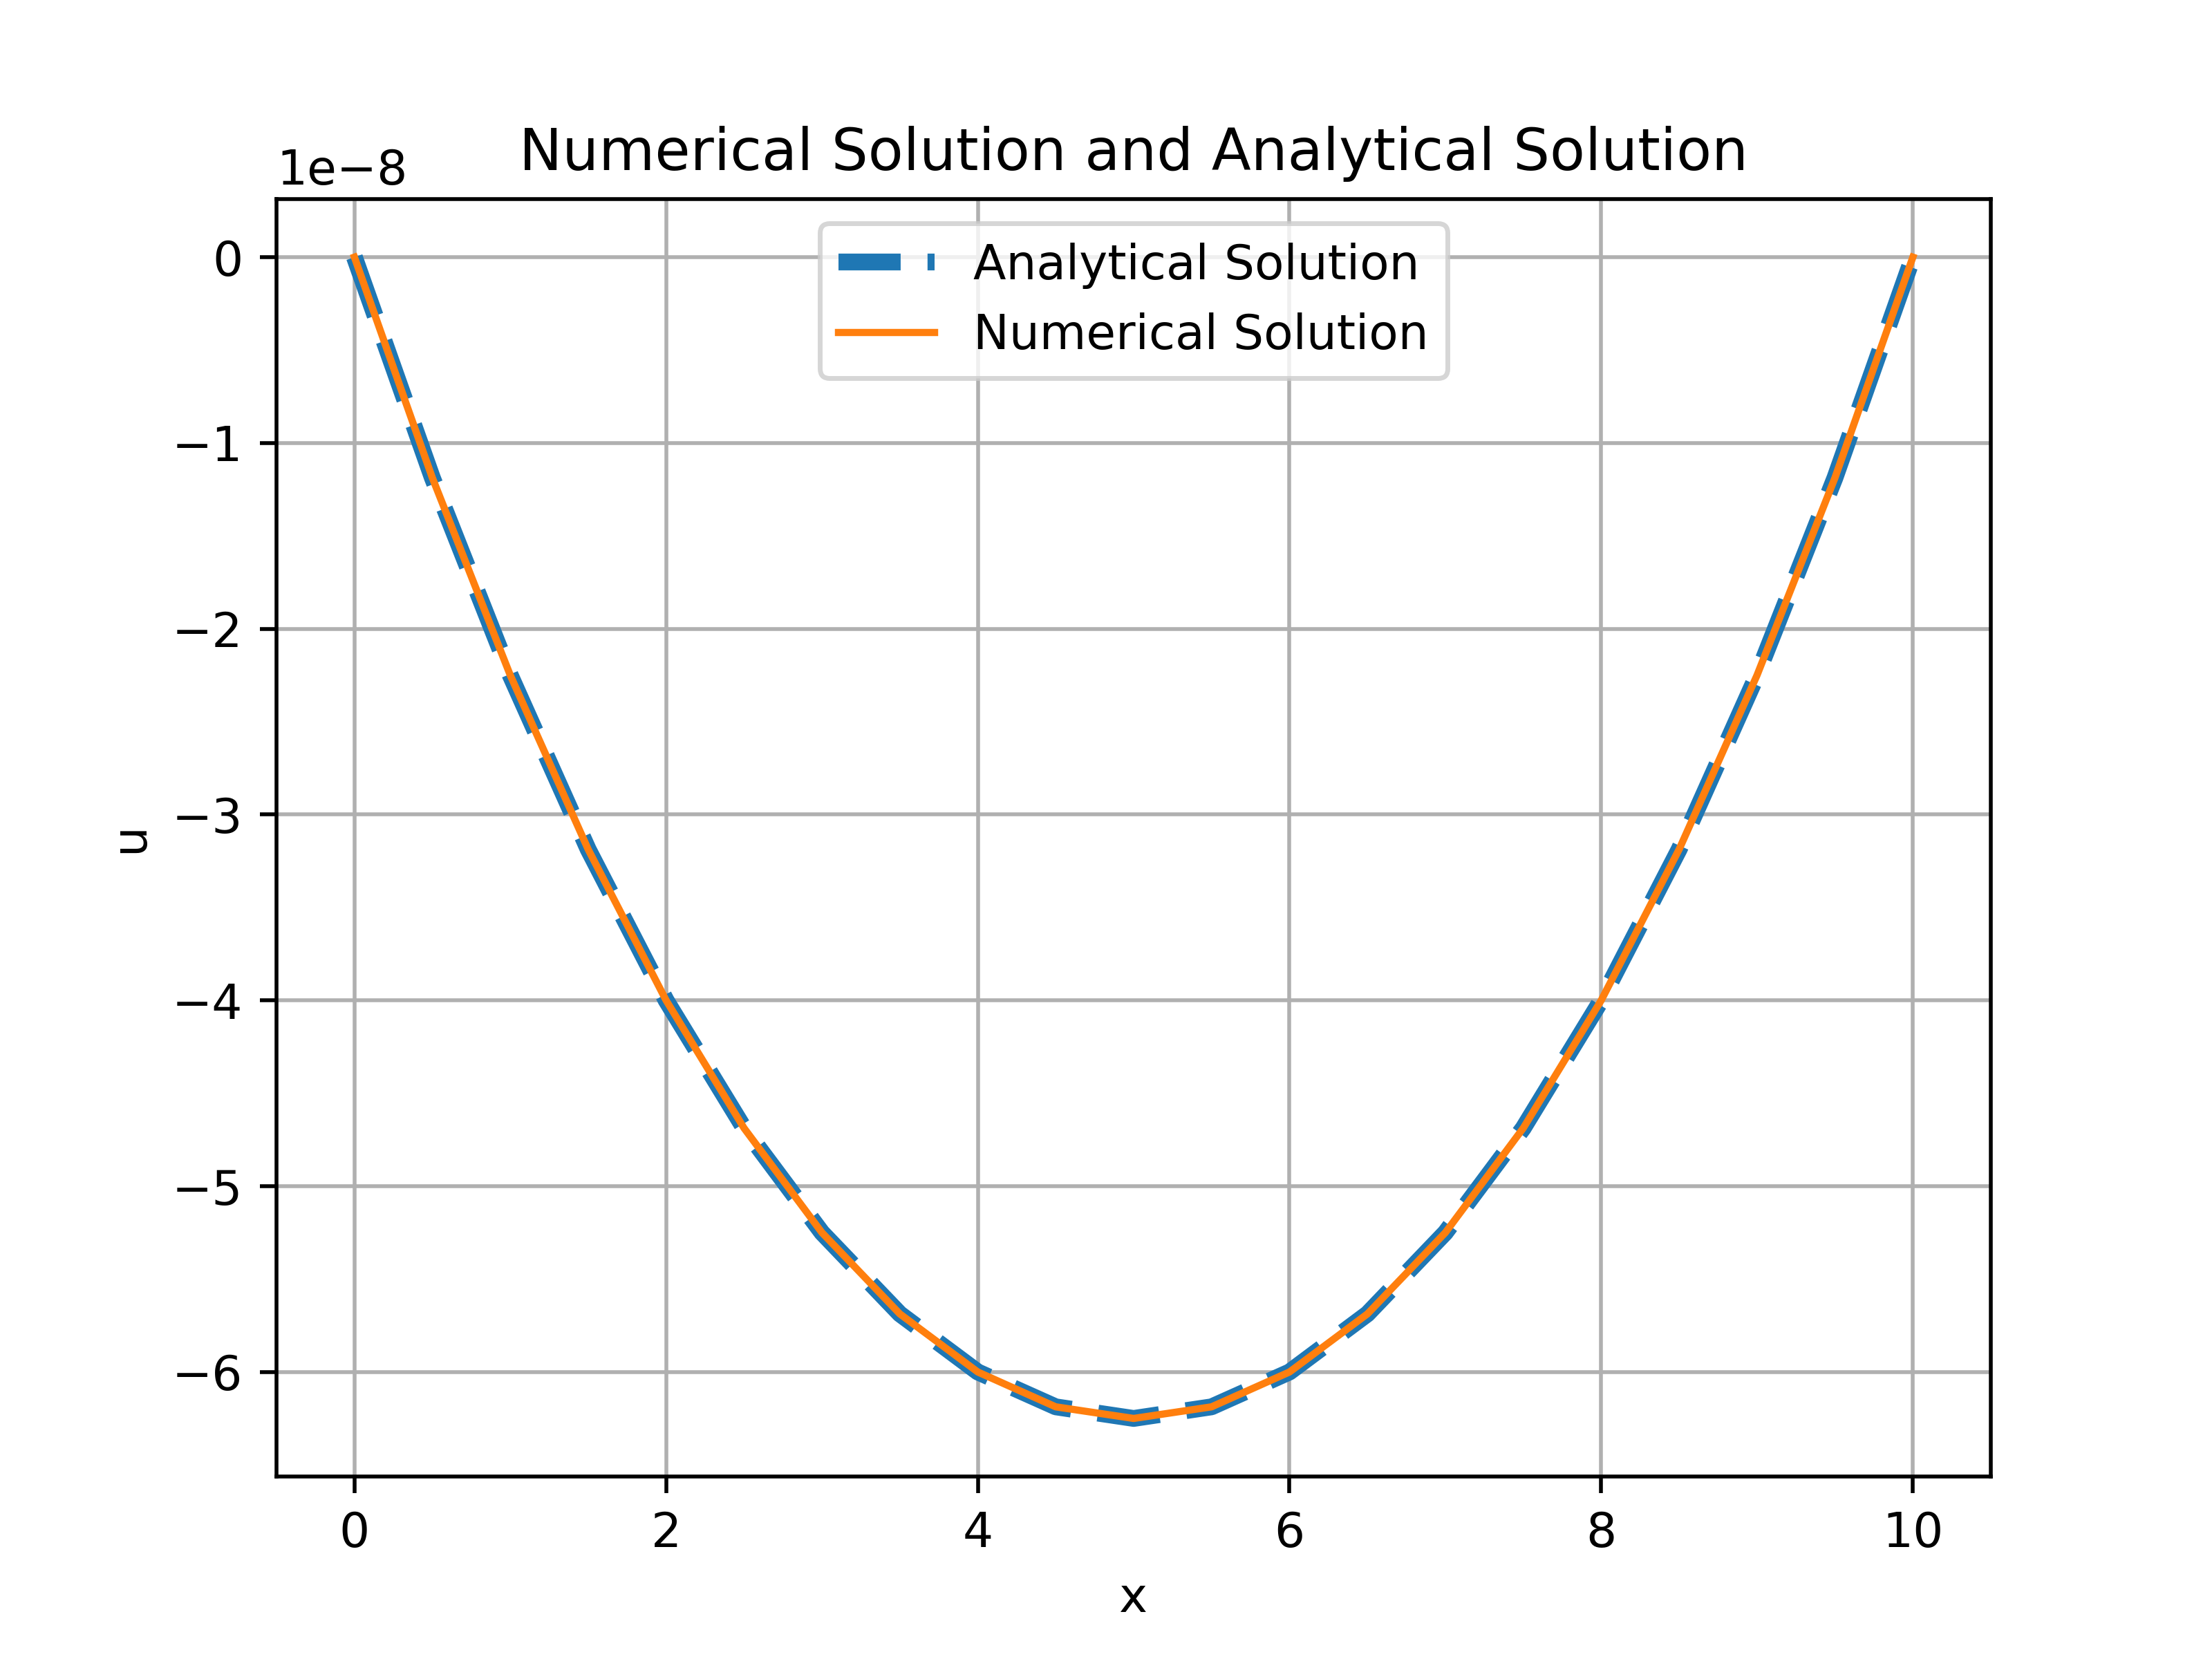 Numerical Solution and Analytical Solution
1e−8
Analytical Solution
Numerical Solution
0
−1
−2
−3
−4
−5
−6
u
0 2 4 6 8 10
x